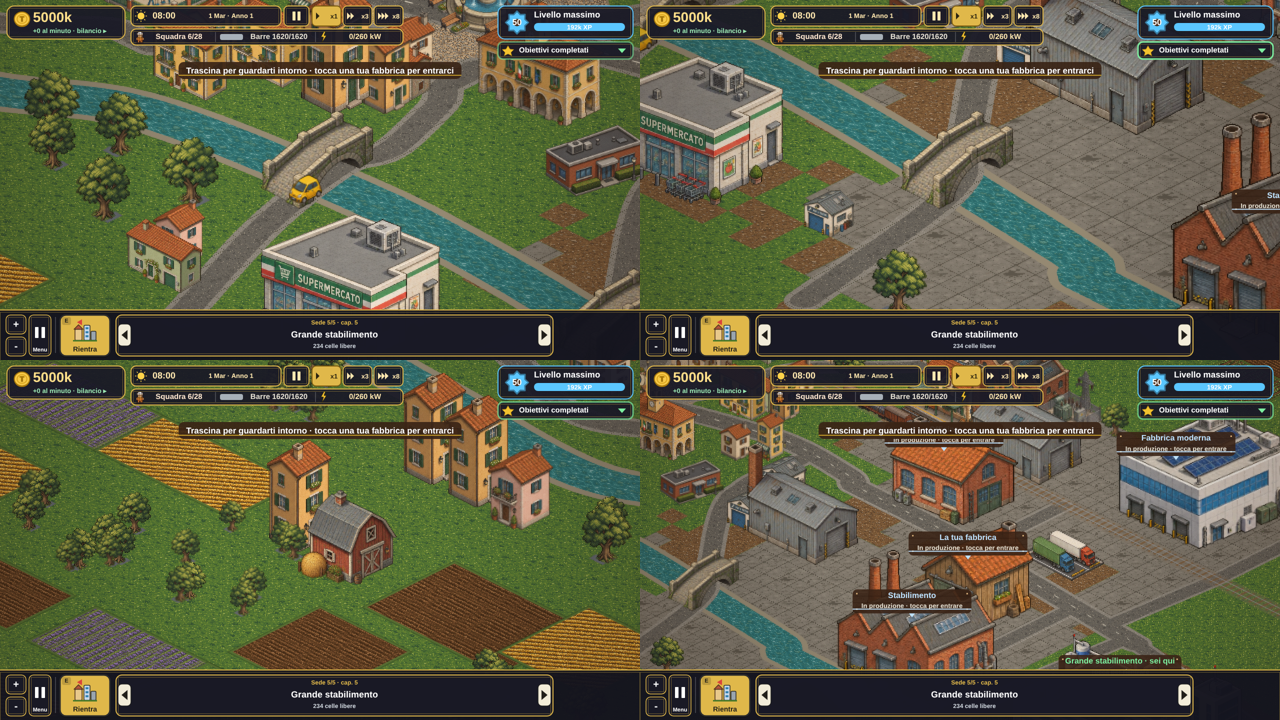 5000k
+0 al minuto · bilancio ▸
08:00
1 Mar · Anno 1
x1
x3
x8
Squadra 6/28
Barre 1620/1620
0/260 kW
50
Livello massimo
192k XP
Obiettivi completati
Trascina per guardarti intorno · tocca una tua fabbrica per entrarci
SUPERMERCATO
+
-
Menu
E
Rientra
Sede 5/5 · cap. 5
Grande stabilimento
234 celle libere
5000k
+0 al minuto · bilancio ▸
08:00
1 Mar · Anno 1
x1
x3
x8
Squadra 6/28
Barre 1620/1620
0/260 kW
50
Livello massimo
192k XP
Obiettivi completati
Trascina per guardarti intorno · tocca una tua fabbrica per entrarci
SUPERMERCATO
Sta
In produzion
+
-
Menu
E
Rientra
Sede 5/5 · cap. 5
Grande stabilimento
234 celle libere
5000k
+0 al minuto · bilancio ▸
08:00
1 Mar · Anno 1
x1
x3
x8
Squadra 6/28
Barre 1620/1620
0/260 kW
50
Livello massimo
192k XP
Obiettivi completati
Trascina per guardarti intorno · tocca una tua fabbrica per entrarci
+
-
Menu
E
Rientra
Sede 5/5 · cap. 5
Grande stabilimento
234 celle libere
5000k
+0 al minuto · bilancio ▸
08:00
1 Mar · Anno 1
x1
x3
x8
Squadra 6/28
Barre 1620/1620
0/260 kW
50
Livello massimo
192k XP
Obiettivi completati
Trascina per guardarti intorno · tocca una tua fabbrica per entrarci
In produzione · tocca per entrare
Fabbrica moderna
In produzione · tocca per entrare
La tua fabbrica
In produzione · tocca per entrare
Stabilimento
In produzione · tocca per entrare
Grande stabilimento · sei qui
+
-
Menu
E
Rientra
Sede 5/5 · cap. 5
Grande stabilimento
234 celle libere